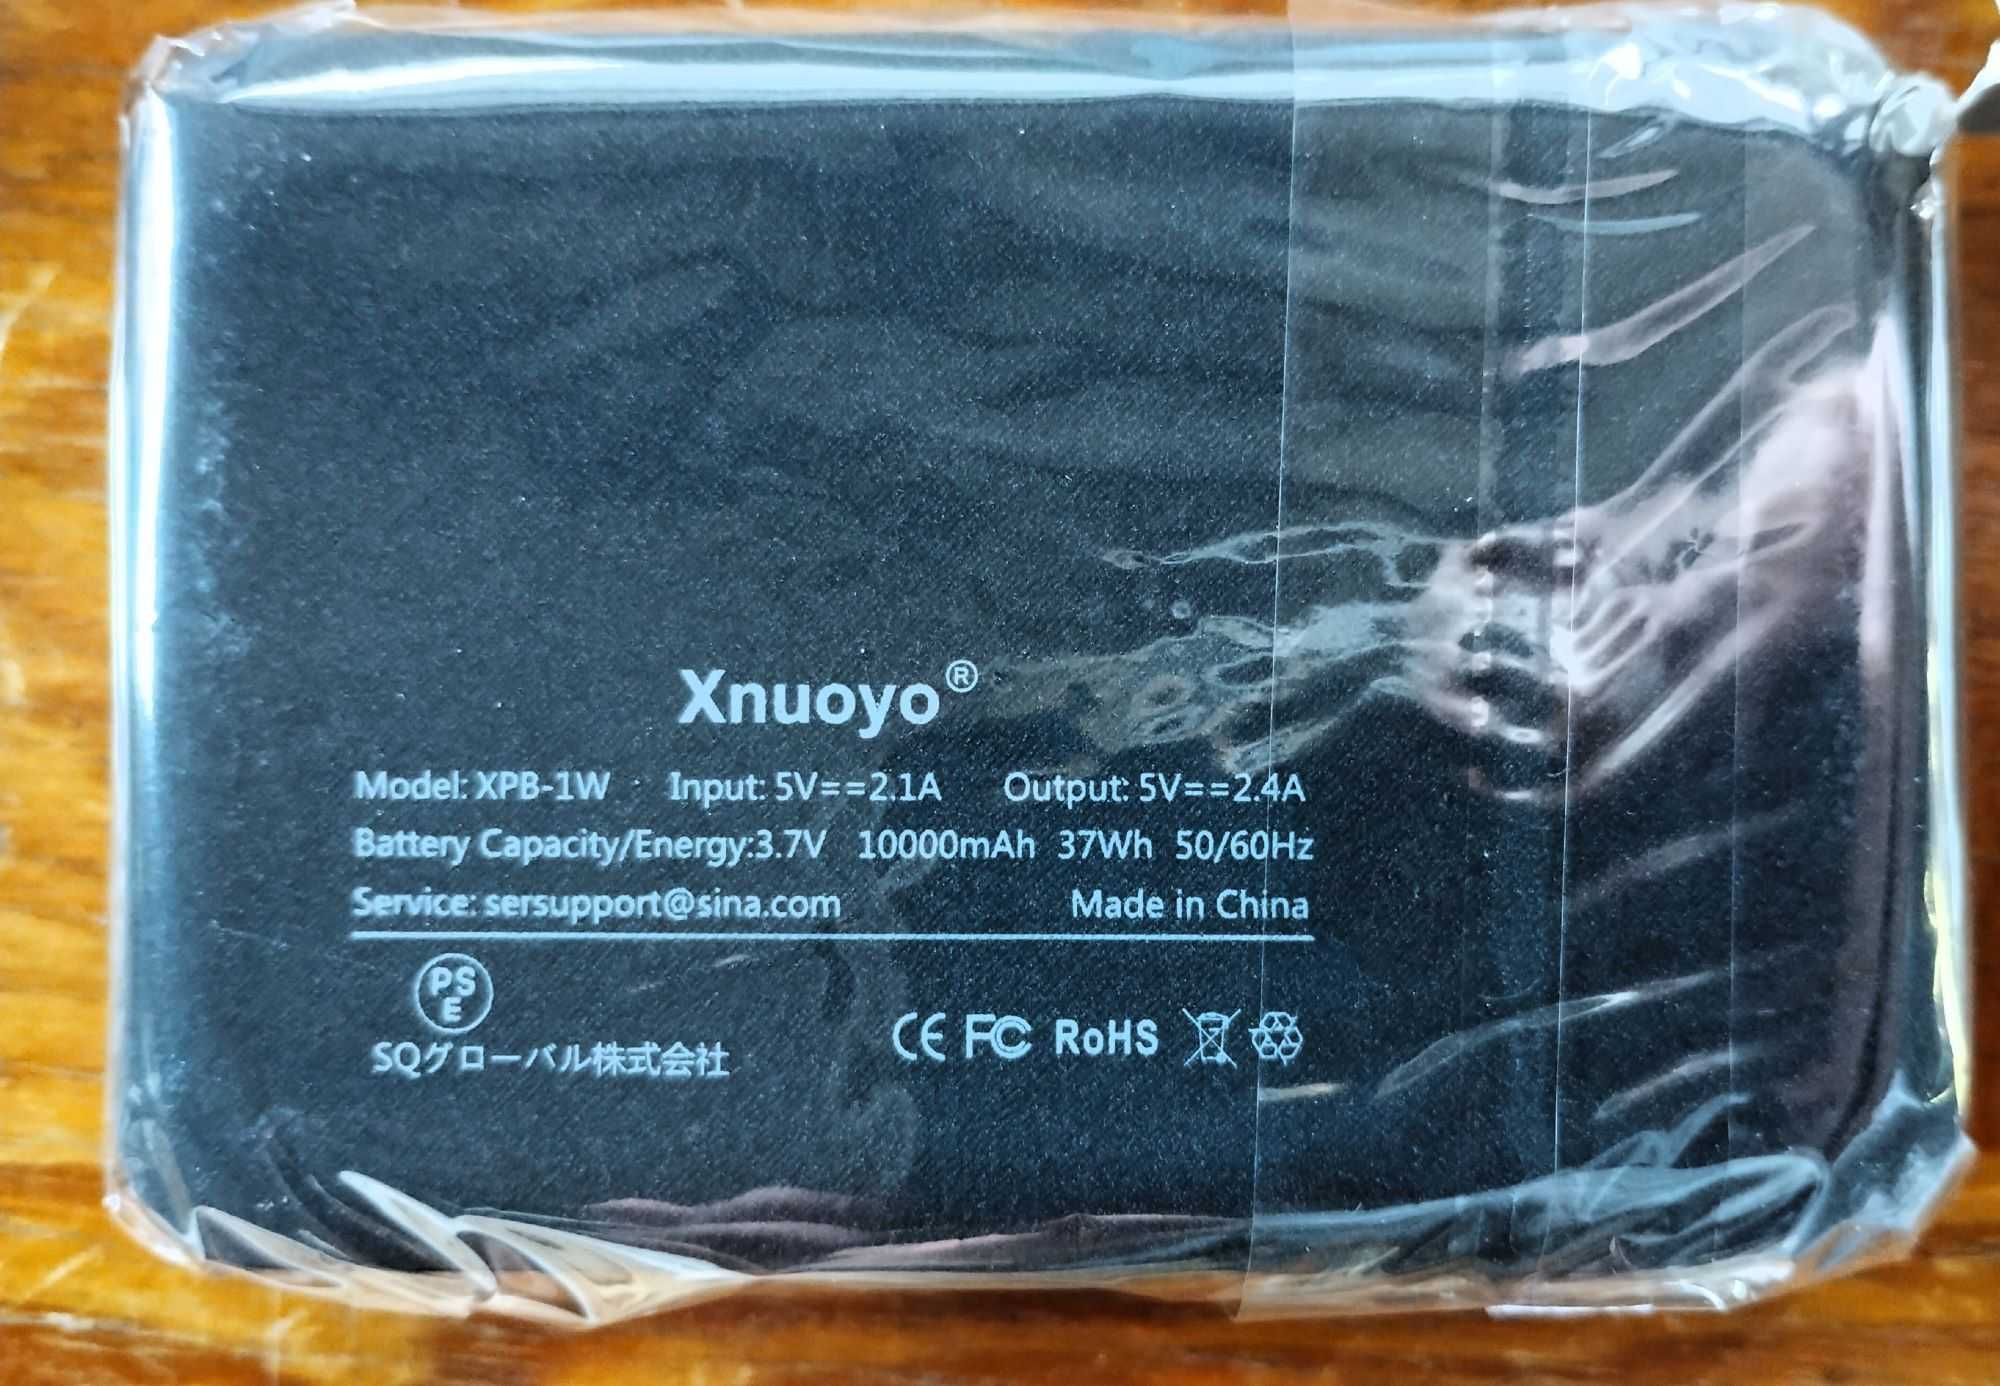 Xnuoyo®
Model: XPB-1W Input: 5V==2.1A Output: 5V==2.4A
Battery Capacity/Energy:3.7V 10000mAh 37Wh 50/60Hz
Service: sersupport@sina.com Made in China
PS
E
SQグローバル株式会社
CE FC RoHS